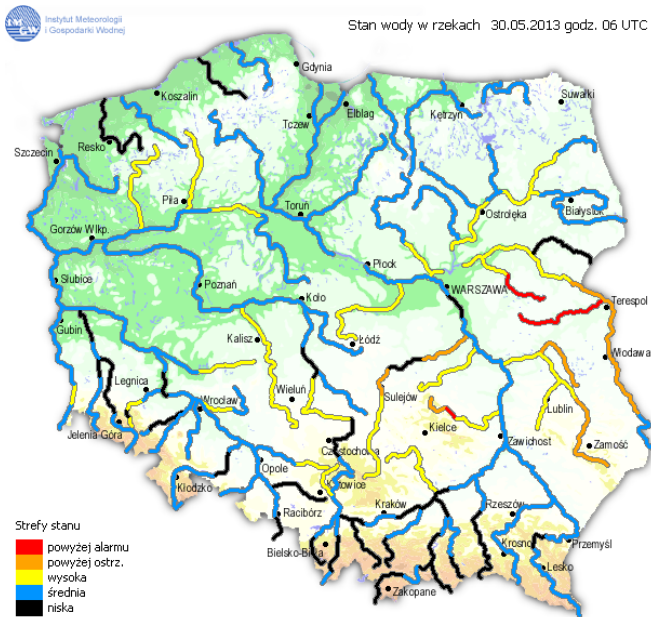 IMGW
Instytut Meteorologii
i Gospodarki Wodnej
Stan wody w rzekach 30.05.2013 godz. 06 UTC
Gdynia
Koszalin
Suwałki
Elbląg
Kętrzyn
Tczew
Resko
Szczecin
Piła
Toruń
Ostrołęka
Białystok
Gorzów Wlkp.
Płock
Słubice
Poznań
Koło
WARSZAWA
Terespol
Gubin
Kalisz
Łódź
Włodawa
Legnica
Wieluń
Sulejów
Wrocław
Lublin
Jelenia Góra
Kielce
Zawichost
Zamość
Częstochowa
Opole
Kłodzko
Katowice
Racibórz
Kraków
Rzeszów
Strefy stanu
Bielsko-Biała
Krosno
Przemyśl
Lesko
Zakopane
powyżej alarmu
powyżej ostrz.
wysoka
średnia
niska